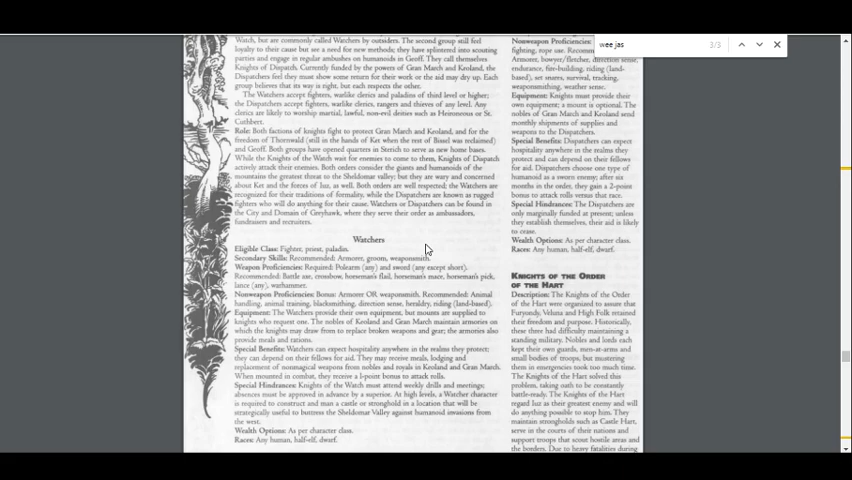 wee jas
3/3
Watch, but are commonly called Watchers by outsiders. The second group still feel
loyalty to their cause but see a need for new methods; they have splintered into scouting
parties and engage in regular ambushes on humanoids in Geoff. They call themselves
Knights of Dispatch. Currently funded by the powers of Gran March and Keoland, the
Dispatchers feel they must show some return for their work or the aid may dry up. Each
group believes that its way is right, but each respects the other.
The Watchers accept fighters, warlike clerics and paladins of third level or higher;
the Dispatchers accept fighters, warlike clerics, rangers and thieves of any level. Any
clerics are likely to worship martial, lawful, non-evil deities such as Heironeous or St.
Cuthbert.
Role: Both factions of knights fight to protect Gran March and Keoland, and for the
freedom of Thornwald (still in the hands of Ket when the rest of Bissel was reclaimed)
and Geoff. Both groups have opened quarters in Sterich to serve as new home bases.
While the Knights of the Watch wait for enemies to come to them, Knights of Dispatch
actively attack their enemies. Both orders consider the giants and humanoids of the
mountains the greatest threat to the Sheldomar valley; but they are wary and concerned
about Ket and the forces of Iuz, as well. Both orders are well respected; the Watchers are
recognized for their traditions of formality, while the Dispatchers are known as rugged
fighters who will do anything for their cause. Watchers or Dispatchers can be found in
the City and Domain of Greyhawk, where they serve their order as ambassadors,
fundraisers and recruiters.
Watchers
Eligible Class: Fighter, priest, paladin.
Secondary Skills: Recommended: Armorer, groom, weaponsmith.
Weapon Proficiencies: Required: Polearm (any) and sword (any except short).
Recommended: Battle axe, crossbow, horseman's flail, horseman's mace, horseman's pick,
lance (any), warhammer.
Nonweapon Proficiencies: Bonus: Armorer OR weaponsmith. Recommended: Animal
handling, animal training, blacksmithing, direction sense, heraldry, riding (land-based).
Equipment: The Watchers provide their own equipment, but mounts are supplied to
knights who request one. The nobles of Keoland and Gran March maintain armories on
which the knights may draw from to replace broken weapons and gear; the armories also
provide meals and rations.
Special Benefits: Watchers can expect hospitality anywhere in the realms they protect;
they can depend on their fellows for aid. They may receive meals, lodging and
replacement of nonmagical weapons from nobles and royals in Keoland and Gran March.
When mounted in combat, they receive a 1-point bonus to attack rolls.
Special Hindrances: Knights of the Watch must attend weekly drills and meetings;
absences must be approved in advance by a superior. At high levels, a Watcher character
is required to construct and man a castle or stronghold in a location that will be
strategically useful to buttress the Sheldomar Valley against humanoid invasions from
the west.
Wealth Options: As per character class.
Races: Any human, half-elf, dwarf.
Nonweapon Proficiencies:
fighting, rope use. Recomm
Armorer, bowyer/fletcher, direction sense,
endurance, fire-building, riding (land-
based), set snares, survival, tracking,
weaponsmithing, weather sense.
Equipment: Knights must provide their
own equipment; a mount is optional. The
nobles of Gran March and Keoland send
monthly shipments of supplies and
weapons to the Dispatchers.
Special Benefits: Dispatchers can expect
hospitality anywhere in the realms they
protect and can depend on their fellows
for aid. Dispatchers choose one type of
humanoid as a sworn enemy; after six
months in the order, they gain a 2-point
bonus to attack rolls versus that race.
Special Hindrances: The Dispatchers are
only marginally funded at present; unless
they establish themselves, their aid is likely
to cease.
Wealth Options: As per character class.
Races: Any human, half-elf, dwarf.
KNIGHTS OF THE ORDER
OF THE HART
Description: The Knights of the Order
of the Hart were organized to assure that
Furyondy, Veluna and High Folk retained
their freedom and purpose. Historically,
these three had difficulty maintaining a
standing military. Nobles and lords each
kept their own guards, men-at-arms and
small bodies of troops, but mustering
them in emergencies took too much time.
The Knights of the Hart solved this
problem, taking oath to be constantly
battle-ready. The Knights of the Hart
regard Iuz as their greatest enemy and will
do anything possible to stop him. They
maintain strongholds such as Castle Hart,
serve in the courts of their nations and
support troops that scout hostile areas and
the borders. Due to heavy fatalities during